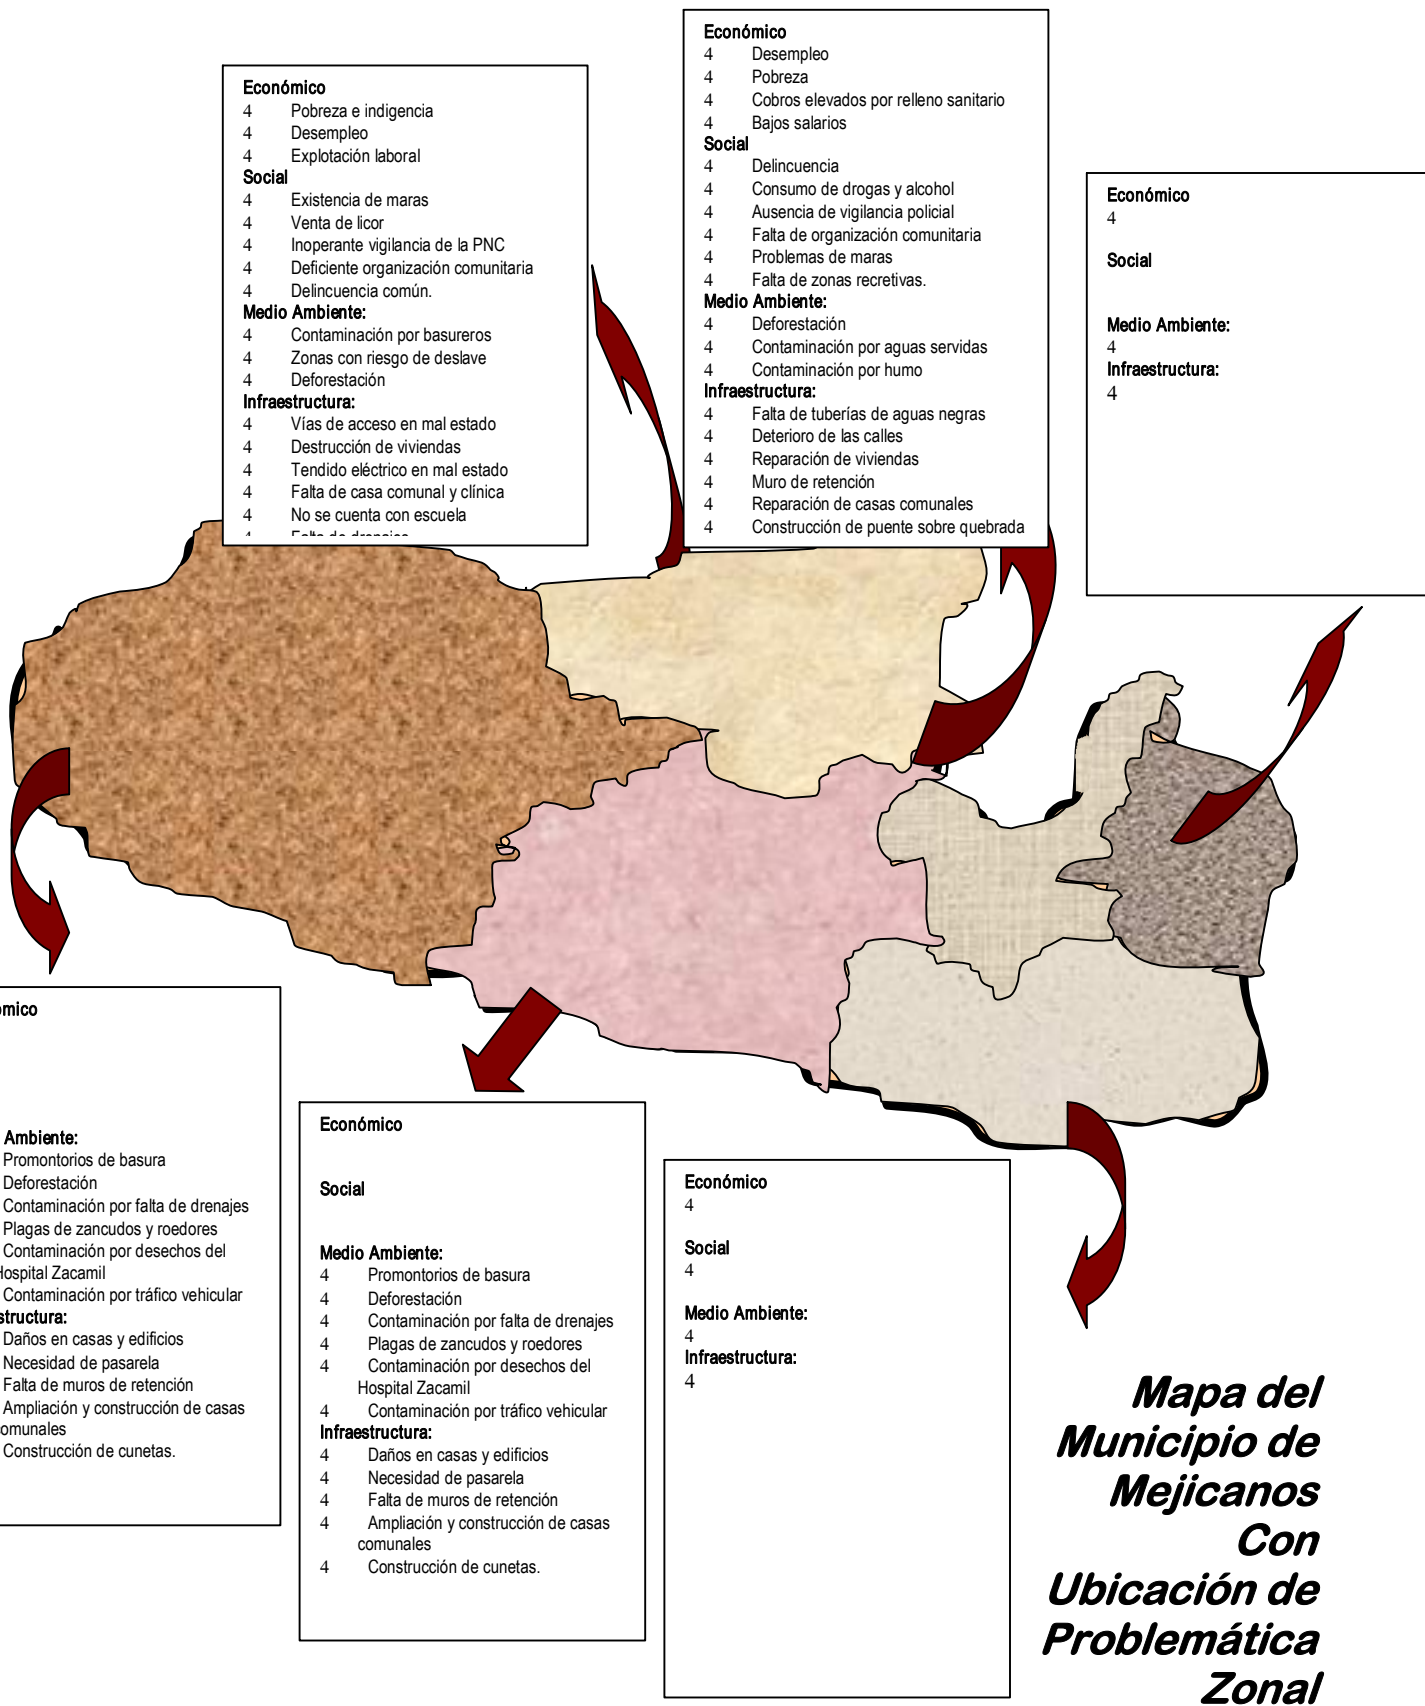 Económico
4 Pobreza e indigencia
4 Desempleo
4 Explotación laboral
Social
4 Existencia de maras
4 Venta de licor
4 Inoperante vigilancia de la PNC
4 Deficiente organización comunitaria
4 Delincuencia común.
Medio Ambiente:
4 Contaminación por basureros
4 Zonas con riesgo de deslave
4 Deforestación
Infraestructura:
4 Vías de acceso en mal estado
4 Destrucción de viviendas
4 Tendido eléctrico en mal estado
4 Falta de casa comunal y clínica
4 No se cuenta con escuela
4 Falta de drenajes
Económico
4 Desempleo
4 Pobreza
4 Cobros elevados por relleno sanitario
4 Bajos salarios
Social
4 Delincuencia
4 Consumo de drogas y alcohol
4 Ausencia de vigilancia policial
4 Falta de organización comunitaria
4 Problemas de maras
4 Falta de zonas recretivas.
Medio Ambiente:
4 Deforestación
4 Contaminación por aguas servidas
4 Contaminación por humo
Infraestructura:
4 Falta de tuberías de aguas negras
4 Deterioro de las calles
4 Reparación de viviendas
4 Muro de retención
4 Reparación de casas comunales
4 Construcción de puente sobre quebrada
Económico
4
Social
Medio Ambiente:
4
Infraestructura:
4
ómico
Ambiente:
Promontorios de basura
Deforestación
Contaminación por falta de drenajes
Plagas de zancudos y roedores
Contaminación por desechos del
Hospital Zacamil
Contaminación por tráfico vehicular
structura:
Daños en casas y edificios
Necesidad de pasarela
Falta de muros de retención
Ampliación y construcción de casas
omunales
Construcción de cunetas.
Económico
Social
Medio Ambiente:
4 Promontorios de basura
4 Deforestación
4 Contaminación por falta de drenajes
4 Plagas de zancudos y roedores
4 Contaminación por desechos del
Hospital Zacamil
4 Contaminación por tráfico vehicular
Infraestructura:
4 Daños en casas y edificios
4 Necesidad de pasarela
4 Falta de muros de retención
4 Ampliación y construcción de casas
comunales
4 Construcción de cunetas.
Económico
4
Social
4
Medio Ambiente:
4
Infraestructura:
4
Mapa del
Municipio de
Mejicanos
Con
Ubicación de
Problemática
Zonal